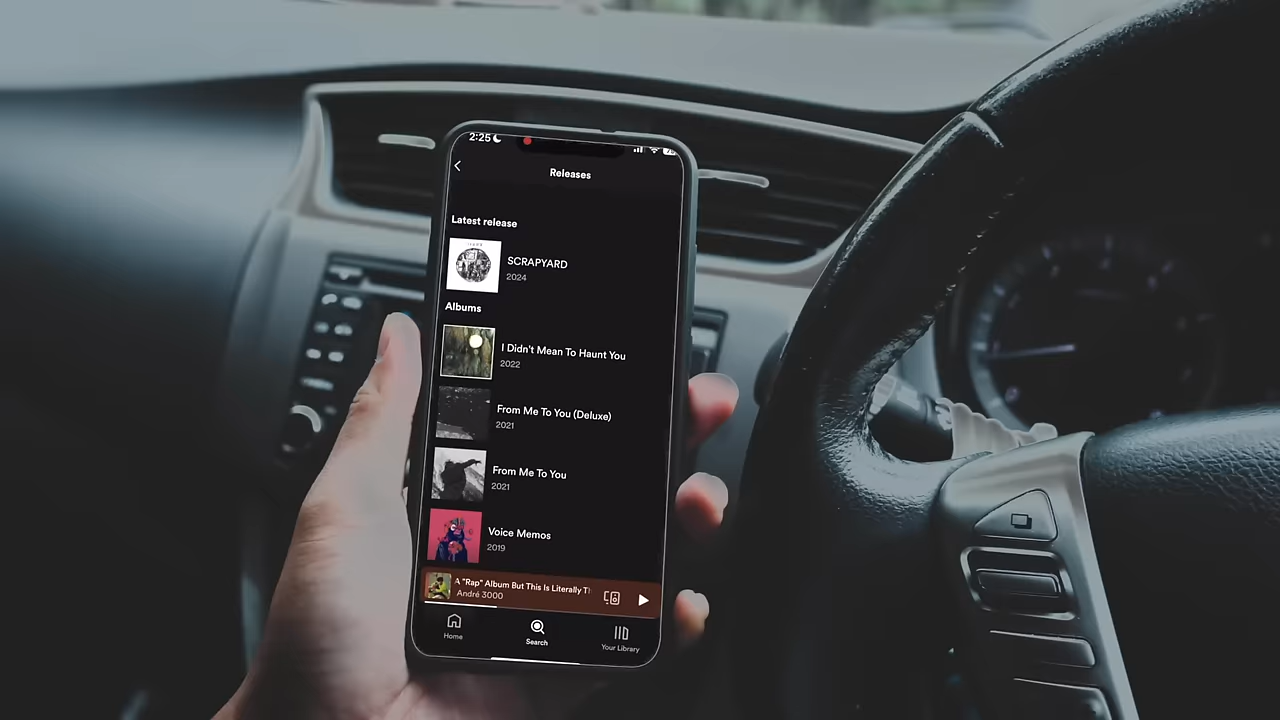 2:25
Releases
Latest release
SCRAPYARD
2024
Albums
I Didn't Mean To Haunt You
2022
From Me To You (Deluxe)
2021
From Me To You
2021
Voice Memos
2019
A "Rap" Album But This Is Literally T
André 3000
Home
Search
Your Library